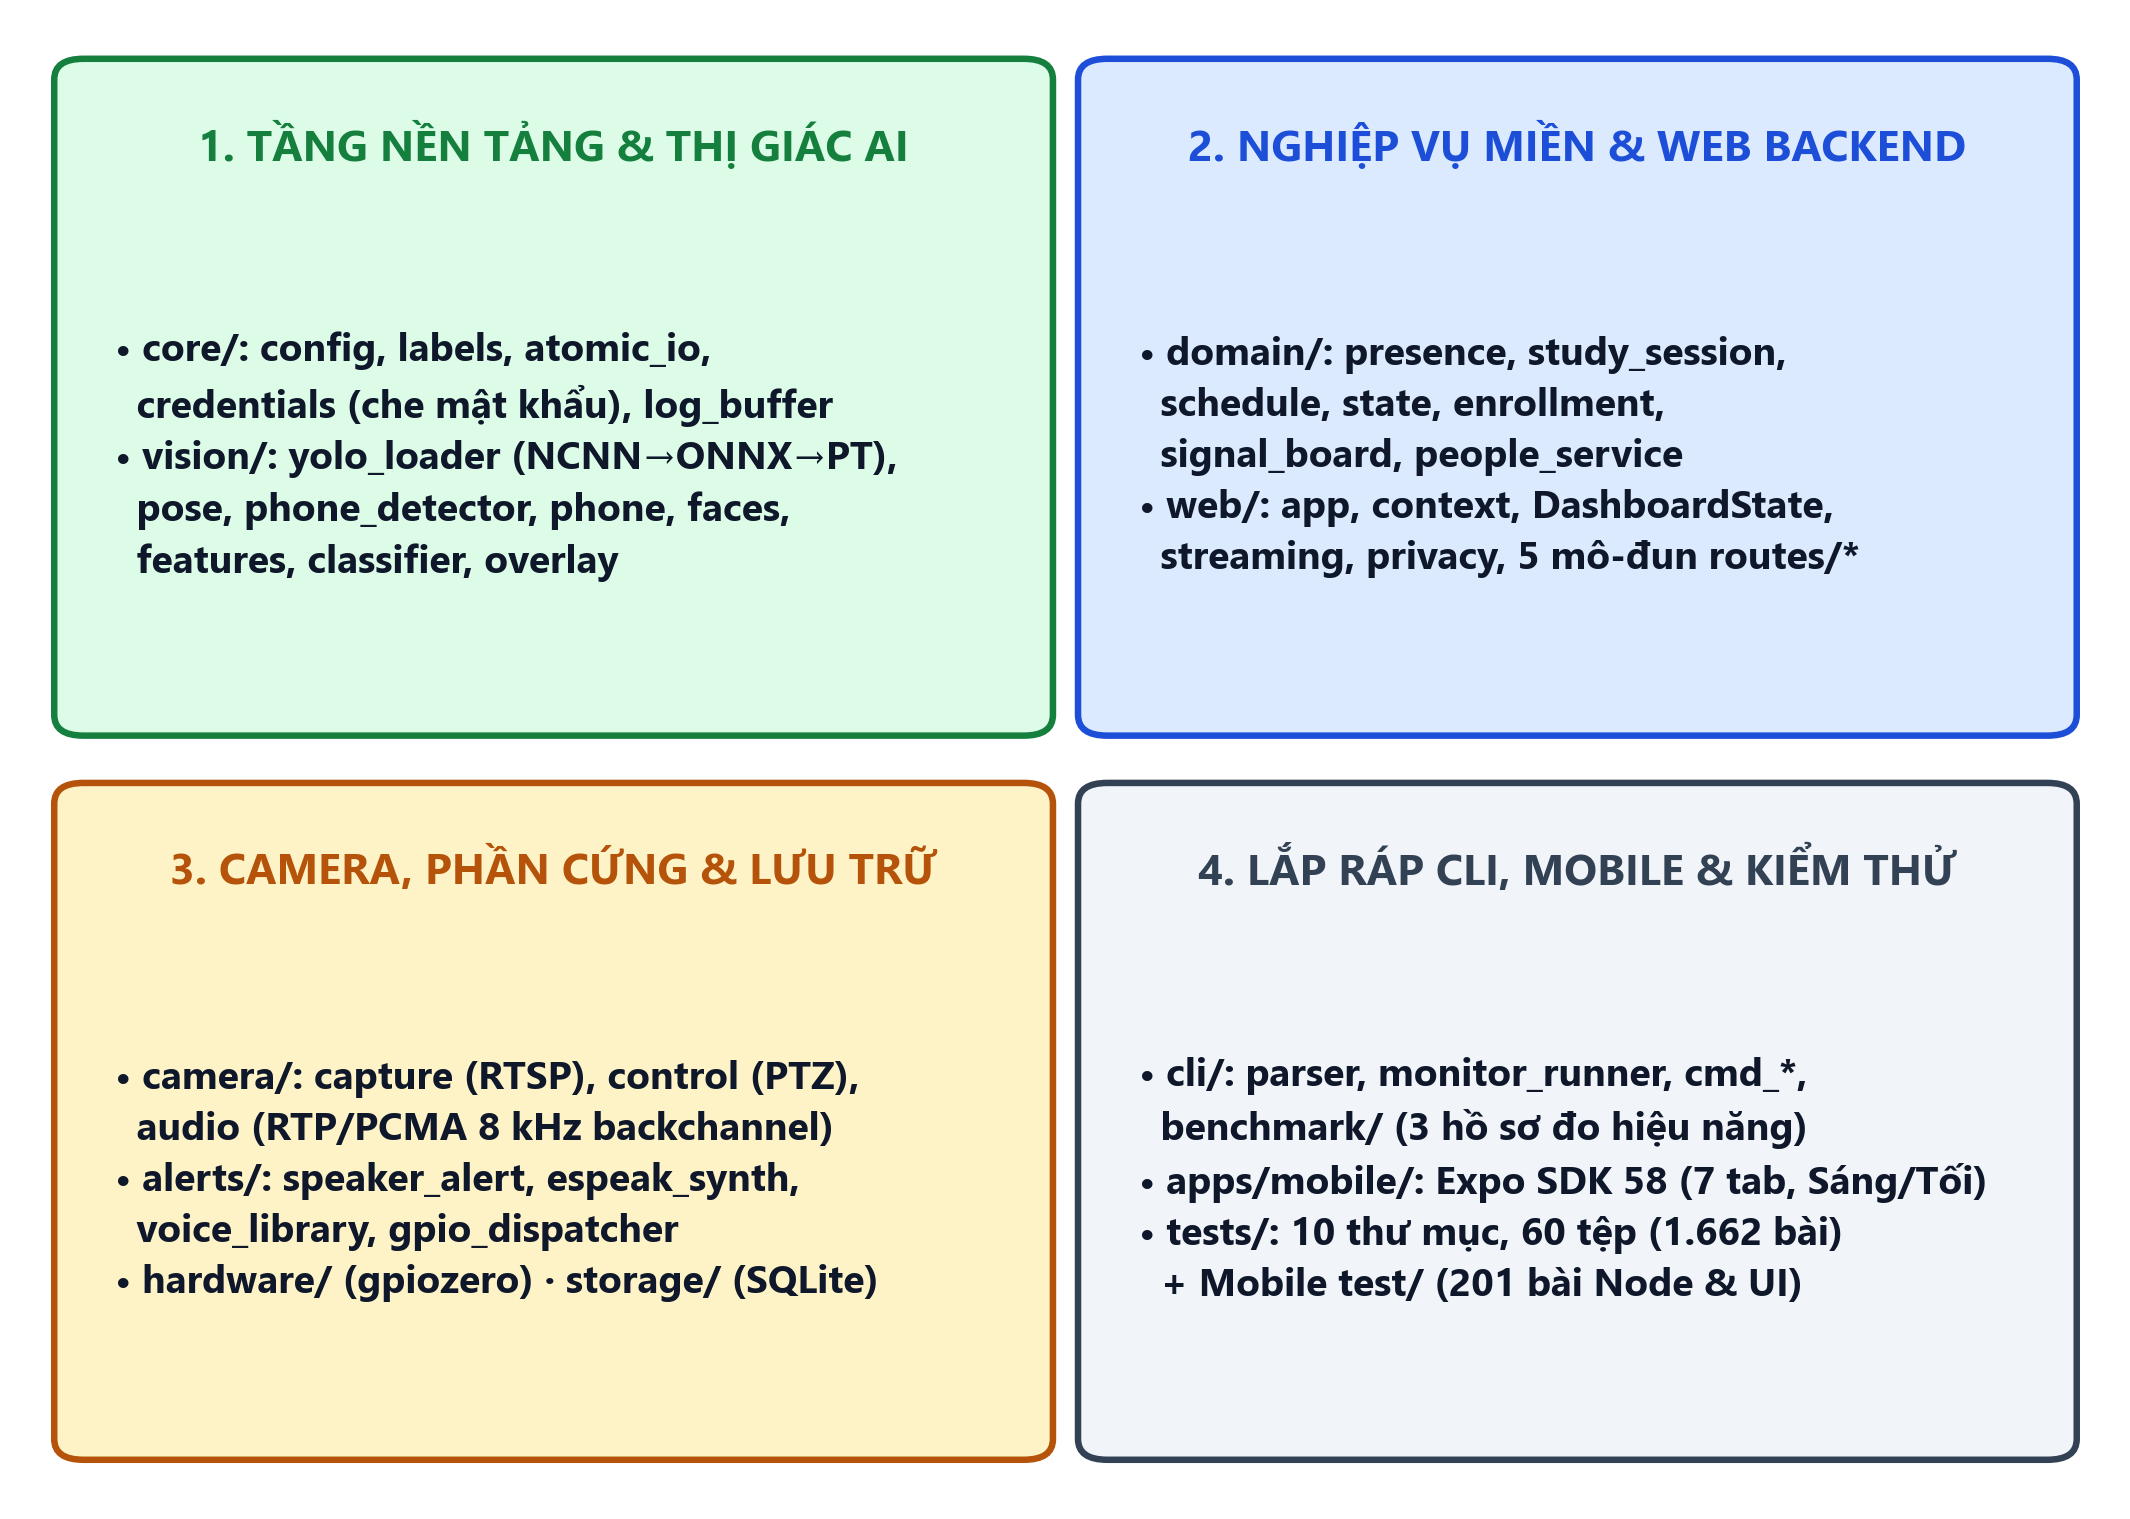 1. TẦNG NỀN TẢNG & THỊ GIÁC AI
• core/: config, labels, atomic_io,
credentials (che mật khẩu), log_buffer
• vision/: yolo_loader (NCNN→ONNX→PT),
pose, phone_detector, phone, faces,
features, classifier, overlay
2. NGHIỆP VỤ MIỀN & WEB BACKEND
• domain/: presence, study_session,
schedule, state, enrollment,
signal_board, people_service
• web/: app, context, DashboardState,
streaming, privacy, 5 mô-đun routes/*
3. CAMERA, PHẦN CỨNG & LƯU TRỮ
• camera/: capture (RTSP), control (PTZ),
audio (RTP/PCMA 8 kHz backchannel)
• alerts/: speaker_alert, espeak_synth,
voice_library, gpio_dispatcher
• hardware/ (gpiozero) · storage/ (SQLite)
4. LẮP RÁP CLI, MOBILE & KIỂM THỬ
• cli/: parser, monitor_runner, cmd_*,
benchmark/ (3 hồ sơ đo hiệu năng)
• apps/mobile/: Expo SDK 58 (7 tab, Sáng/Tối)
• tests/: 10 thư mục, 60 tệp (1.662 bài)
+ Mobile test/ (201 bài Node & UI)